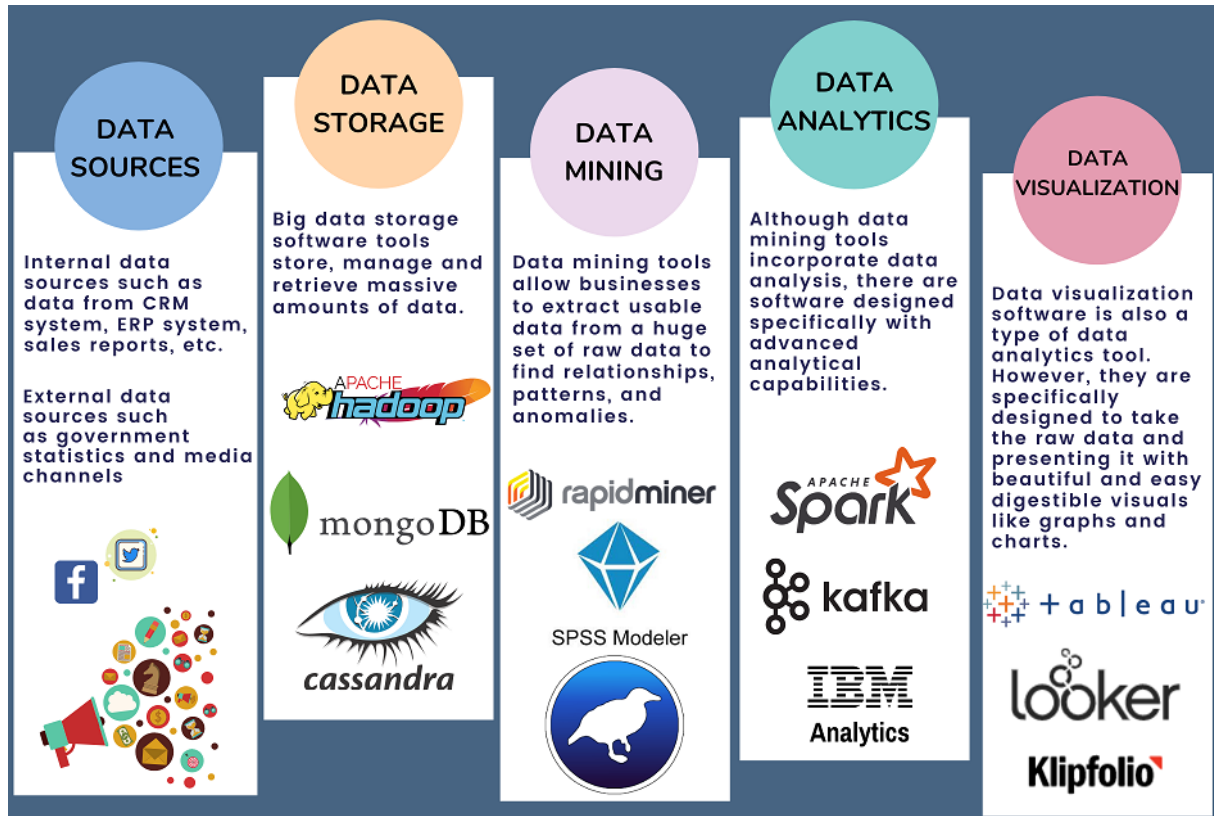 DATA
SOURCES
Internal data
sources such as
data from CRM
system, ERP system,
sales reports, etc.
External data
sources such
as government
statistics and media
channels
f
DATA
STORAGE
Big data storage
software tools
store, manage and
retrieve massive
amounts of data.
APACHE
hadoop
mongoDB
cassandra
DATA
MINING
Data mining tools
allow businesses
to extract usable
data from a huge
set of raw data to
find relationships,
patterns, and
anomalies.
rapidminer
SPSS Modeler
DATA
ANALYTICS
Although data
mining tools
incorporate data
analysis, there are
software designed
specifically with
advanced
analytical
capabilities.
APACHE
Spark
kafka
IBM
Analytics
DATA
VISUALIZATION
Data visualization
software is also a
type of data
analytics tool.
However, they are
specifically
designed to take
the raw data and
presenting it with
beautiful and easy
digestible visuals
like graphs and
charts.
+ableau
looker
Klipfolio